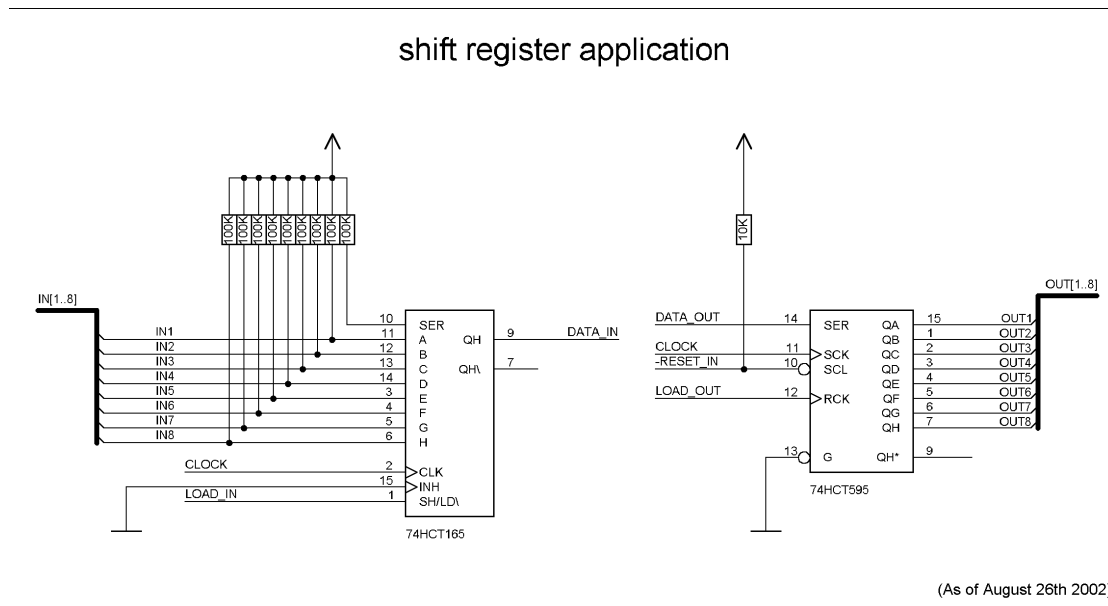 shift register application
100K
100K
100K
100K
100K
100K
100K
100K
100K
10K
IN[1..8]
IN1
IN2
IN3
IN4
IN5
IN6
IN7
IN8
CLOCK
LOAD_IN
10 SER
11 A
12 B
13 C
14 D
3 E
4 F
5 G
6 H
2 CLK
15 INH
1 SH/LD\
QH 9
QH\ 7
DATA_IN
74HCT165
DATA_OUT
CLOCK
-RESET_IN
LOAD_OUT
14 SER
11 SCK
10 SCL
12 RCK
13 G
QA 15
QB 1
QC 2
QD 3
QE 4
QF 5
QG 6
QH 7
QH* 9
OUT[1..8]
OUT1
OUT2
OUT3
OUT4
OUT5
OUT6
OUT7
OUT8
74HCT595
(As of August 26th 2002)